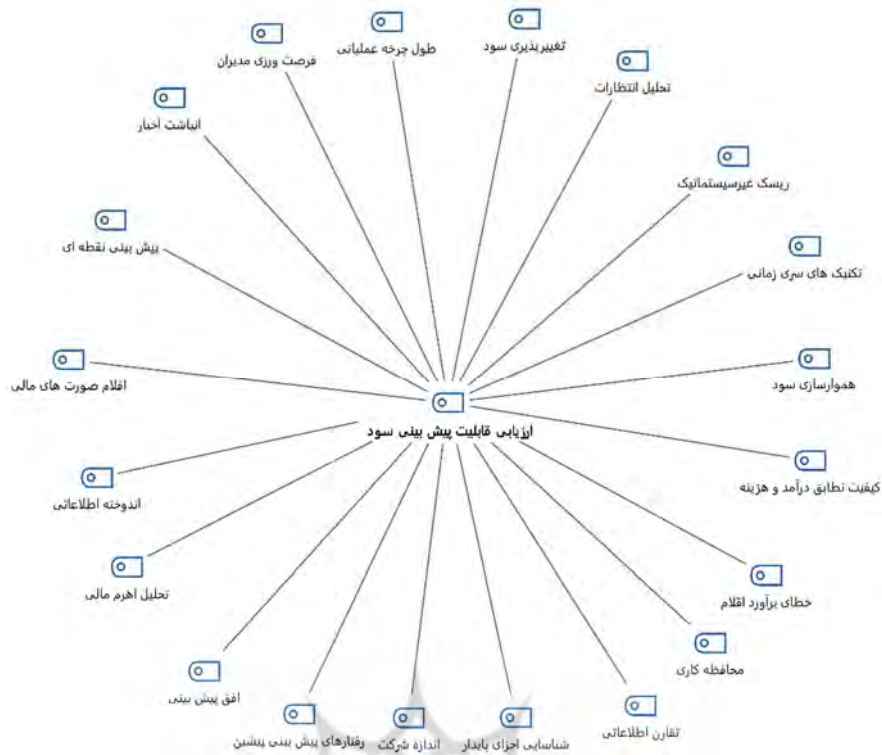 تغییرپذیری سود
طول چرخه عملیاتی
فرصت ورزی مدیران
تحلیل انتظارات
انباشت اخبار
ریسک غیرسیستماتیک
پیش بینی نقطه ای
تکنیک های سری زمانی
هموارسازی سود
اقلام صورت های مالی
ارزیابی قابلیت پیش بینی سود
کیفیت تطابق درآمد و هزینه
اندوخته اطلاعاتی
خطای برآورد اقلام
تحلیل اهرم مالی
محافظه کاری
افق پیش بینی
تقارن اطلاعاتی
شناسایی اجزای پایدار
اندازه شرکت
رفتارهای پیش بینی پیشین